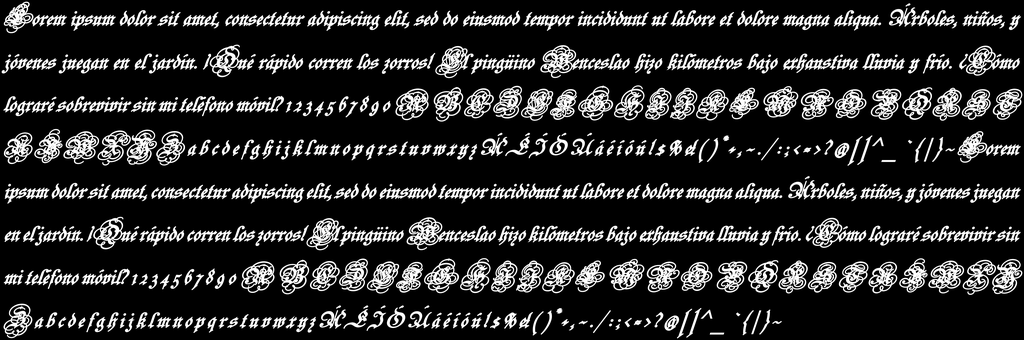 Lorem ipsum dolor sit amet, consectetur adipiscing elit, sed do eiusmod tempor incididunt ut labore et dolore magna aliqua. Árboles, niños, y
jóvenes juegan en el jardín. ¡Qué rápido corren los zorros! El pingüino Wenceslao hizo kilómetros bajo exhaustiva lluvia y frío. ¿Cómo
lograré sobrevivir sin mi teléfono móvil? 1 2 3 4 5 6 7 8 9 0 A B C D E F G H I J K L M N O P Q R S T
U V W X Y Z a b c d e f g h i j k l m n o p q r s t u v w x y z Á É Í Ó Ú á é í ó ú ! $ % & ( ) * + , - . / : ; < = > ? @ [ ] ^ _ ` { | } ~ Lorem
ipsum dolor sit amet, consectetur adipiscing elit, sed do eiusmod tempor incididunt ut labore et dolore magna aliqua. Árboles, niños, y jóvenes juegan
en el jardín. ¡Qué rápido corren los zorros! El pingüino Wenceslao hizo kilómetros bajo exhaustiva lluvia y frío. ¿Cómo lograré sobrevivir sin
mi teléfono móvil? 1 2 3 4 5 6 7 8 9 0 A B C D E F G H I J K L M N O P Q R S T U V W X Y
Z a b c d e f g h i j k l m n o p q r s t u v w x y z Á É Í Ó Ú á é í ó ú ! $ % & ( ) * + , - . / : ; < = > ? @ [ ] ^ _ ` { | } ~